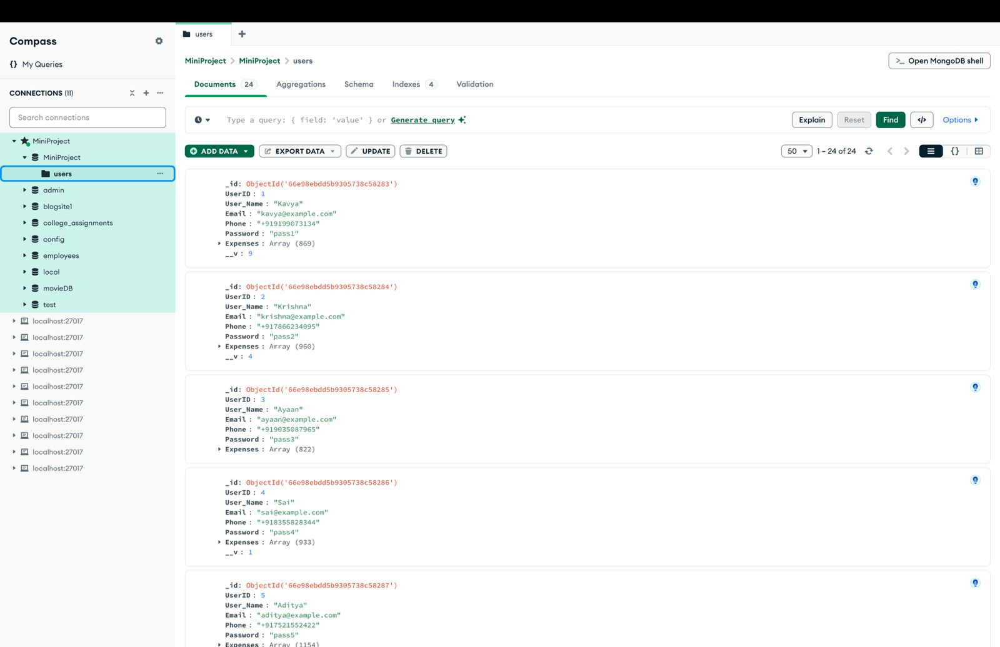 Compass
My Queries
CONNECTIONS (11)
Search connections
MiniProject
MiniProject
users
admin
blogsite1
college_assignments
config
employees
local
movieDB
test
localhost:27017
localhost:27017
localhost:27017
localhost:27017
localhost:27017
localhost:27017
localhost:27017
localhost:27017
localhost:27017
localhost:27017
users
MiniProject > MiniProject > users
>_ Open MongoDB shell
Documents 24 Aggregations Schema Indexes 4 Validation
Type a query: { field: 'value' } or Generate query
Explain Reset Find </> Options
ADD DATA EXPORT DATA UPDATE DELETE
50 1 – 24 of 24 {}
_id: ObjectId('66e98ebdd5b9305738c58283')
UserID : 1
User_Name : "Kavya"
Email : "kavya@example.com"
Phone : "+919199073134"
Password : "pass1"
Expenses : Array (869)
__v : 9
_id: ObjectId('66e98ebdd5b9305738c58284')
UserID : 2
User_Name : "Krishna"
Email : "krishna@example.com"
Phone : "+917866234095"
Password : "pass2"
Expenses : Array (960)
__v : 4
_id: ObjectId('66e98ebdd5b9305738c58285')
UserID : 3
User_Name : "Ayaan"
Email : "ayaan@example.com"
Phone : "+919035087965"
Password : "pass3"
Expenses : Array (822)
_id: ObjectId('66e98ebdd5b9305738c58286')
UserID : 4
User_Name : "Sai"
Email : "sai@example.com"
Phone : "+918355828344"
Password : "pass4"
Expenses : Array (933)
__v : 1
_id: ObjectId('66e98ebdd5b9305738c58287')
UserID : 5
User_Name : "Aditya"
Email : "aditya@example.com"
Phone : "+917521552422"
Password : "pass5"
Expenses : Array (1154)